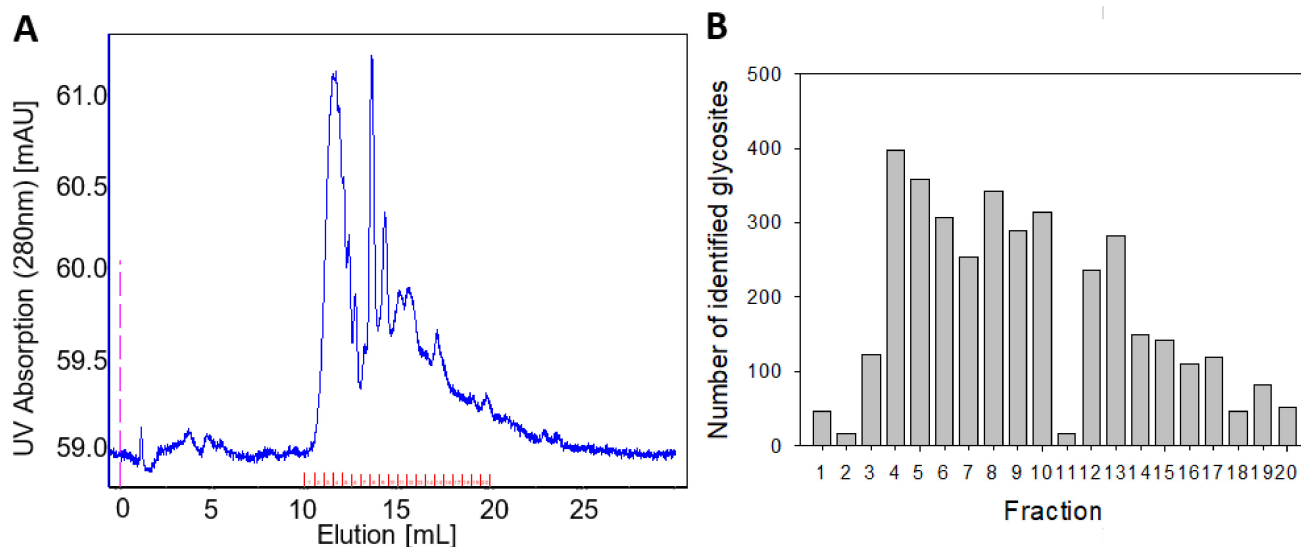 A
UV Absorption (280nm) [mAU]
61.0
60.5
60.0
59.5
59.0
0 5 10 15 20 25
Elution [mL]
B
Number of identified glycosites
500
400
300
200
100
0
1 2 3 4 5 6 7 8 9 10 11 12 13 14 15 16 17 18 19 20
Fraction